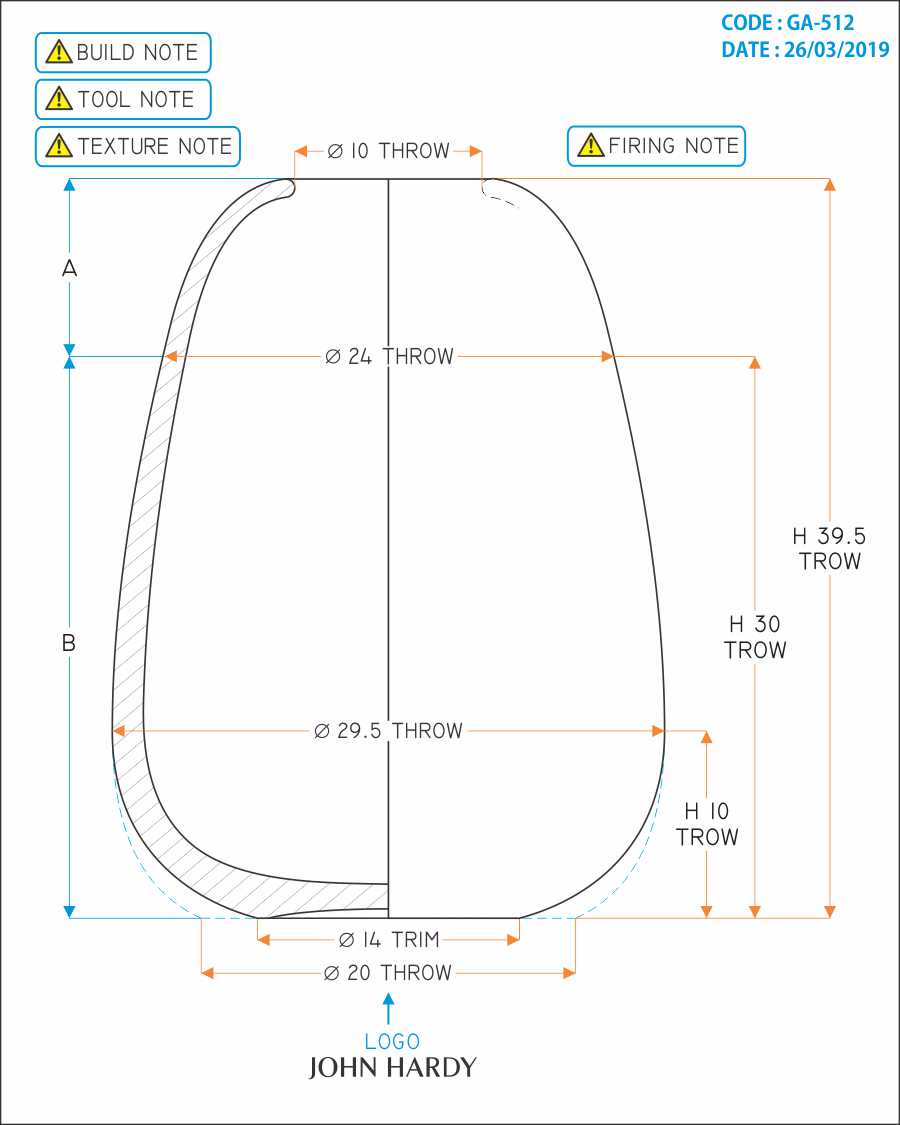 CODE : GA-512
DATE : 26/03/2019
BUILD NOTE
TOOL NOTE
TEXTURE NOTE
FIRING NOTE
Ø 10 THROW
A
Ø 24 THROW
H 39.5
TROW
H 30
TROW
B
Ø 29.5 THROW
H 10
TROW
Ø 14 TRIM
Ø 20 THROW
LOGO
JOHN HARDY